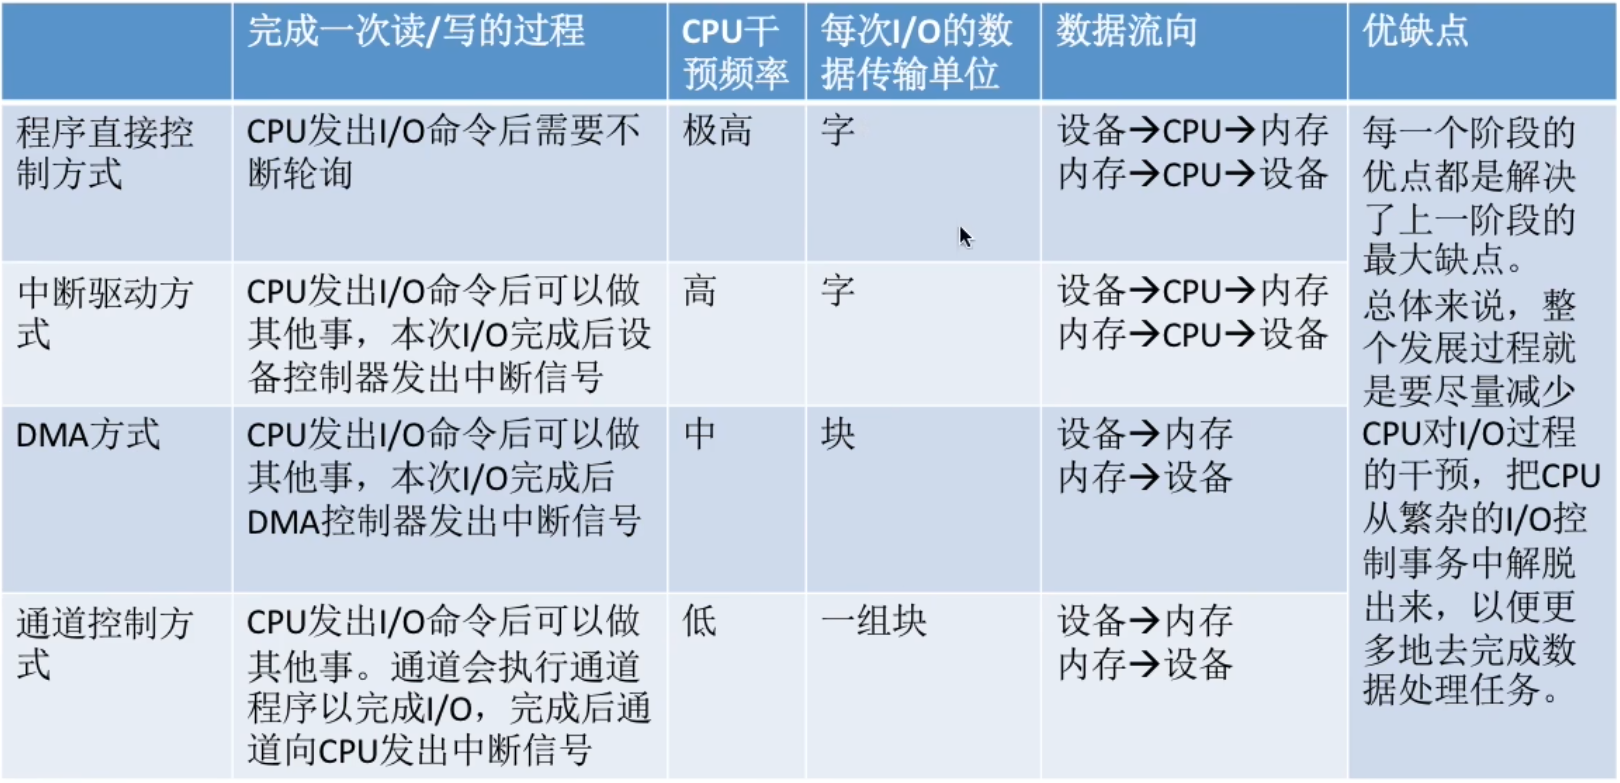 完成一次读/写的过程
CPU干
预频率
每次I/O的数
据传输单位
数据流向
优缺点
程序直接控
制方式
CPU发出I/O命令后需要不
断轮询
极高
字
设备→CPU→内存
内存→CPU→设备
每一个阶段的
优点都是解决
了上一阶段的
最大缺点。
总体来说，整
个发展过程就
是要尽量减少
CPU对I/O过程
的干预，把CPU
从繁杂的I/O控
制事务中解脱
出来，以便更
多地去完成数
据处理任务。
中断驱动方
式
CPU发出I/O命令后可以做
其他事，本次I/O完成后设
备控制器发出中断信号
高
字
设备→CPU→内存
内存→CPU→设备
DMA方式
CPU发出I/O命令后可以做
其他事，本次I/O完成后
DMA控制器发出中断信号
中
块
设备→内存
内存→设备
通道控制方
式
CPU发出I/O命令后可以做
其他事。通道会执行通道
程序以完成I/O，完成后通
道向CPU发出中断信号
低
一组块
设备→内存
内存→设备